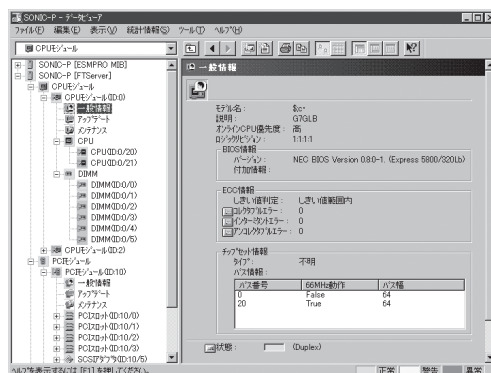 SONIC-P - ﾃﾞｰﾀﾋﾞｭｰｱ
ファイル(F) 編集(E) 表示(V) 統計情報(S) ツール(T) ヘルプ(H)
CPUﾓｼﾞｭｰﾙ
SONIC-P [ESMPRO MIB]
SONIC-P [FTServer]
CPUﾓｼﾞｭｰﾙ
CPUﾓｼﾞｭｰﾙ(ID:0)
一般情報
ｱｯﾌﾟﾃﾞｰﾄ
ﾒﾝﾃﾅﾝｽ
CPU
CPU(ID:0/20)
CPU(ID:0/21)
DIMM
DIMM(ID:0/0)
DIMM(ID:0/1)
DIMM(ID:0/2)
DIMM(ID:0/3)
DIMM(ID:0/4)
DIMM(ID:0/5)
CPUﾓｼﾞｭｰﾙ(ID:2)
PCIﾓｼﾞｭｰﾙ
PCIﾓｼﾞｭｰﾙ(ID:10)
一般情報
ｱｯﾌﾟﾃﾞｰﾄ
ﾒﾝﾃﾅﾝｽ
PCIｽﾛｯﾄ(ID:10/0)
PCIｽﾛｯﾄ(ID:10/1)
PCIｽﾛｯﾄ(ID:10/2)
PCIｽﾛｯﾄ(ID:10/3)
SCSIｱﾀﾞﾌﾟﾀ(ID:10/5)
一般情報
ﾓﾃﾞﾙ名 :
説明 : G7GLB
ｵﾝﾗｲﾝCPU優先度 : 高
ﾛｼﾞｯｸﾘﾋﾞｼﾞｮﾝ : 1:1:1:1
BIOS情報
ﾊﾞｰｼﾞｮﾝ : NEC BIOS Version 0.8.0-1. (Express 5800/320Lb)
付加情報 :
ECC情報
しきい値判定 : しきい値範囲内
ｺﾚｸﾀﾌﾞﾙｴﾗｰ : 0
ｲﾝﾀｰﾐﾀﾝﾄｴﾗｰ : 0
ｱﾝｺﾚｸﾀﾌﾞﾙｴﾗｰ : 0
ﾁｯﾌﾟｾｯﾄ情報
ﾀｲﾌﾟ : 不明
ﾊﾞｽ情報 :
ﾊﾞｽ番号 66MHz動作 ﾊﾞｽ幅
0 False 64
20 True 64
状態 : (Duplex)
ﾍﾙﾌﾟを表示するには [F1] を押してください。 正常 警告 異常